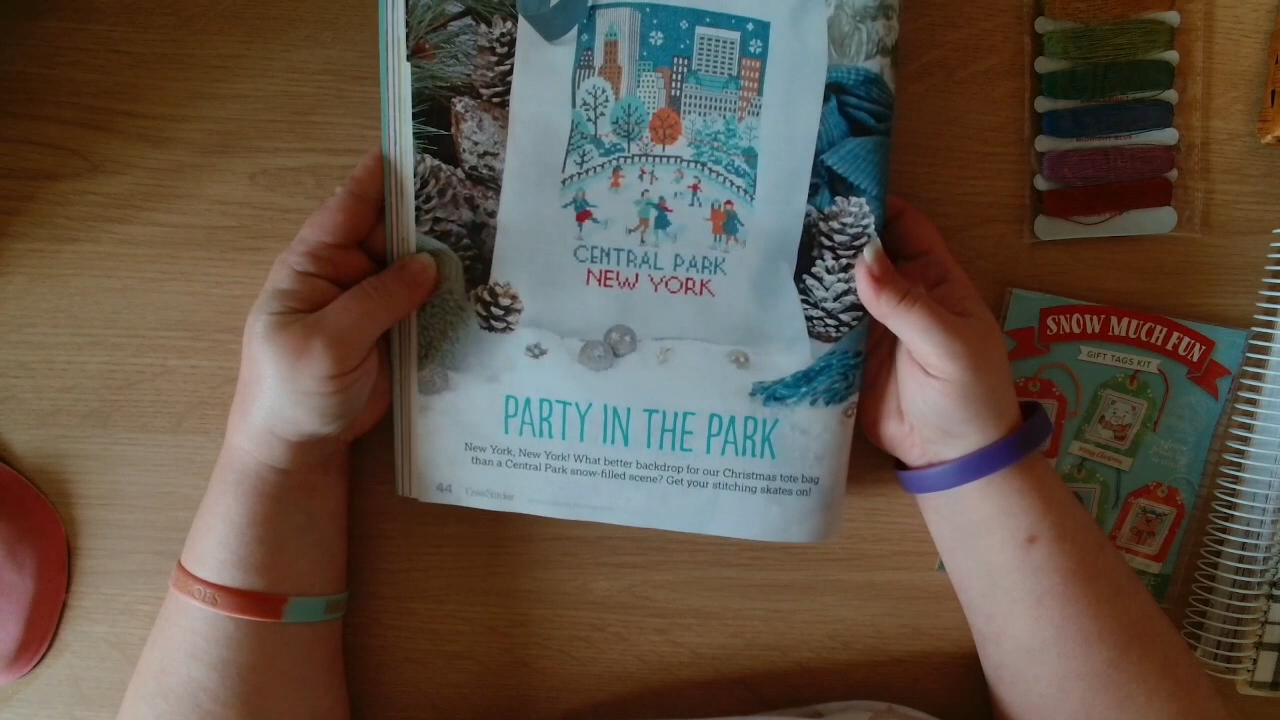 CENTRAL PARK
NEW YORK
PARTY IN THE PARK
New York, New York! What better backdrop for our Christmas tote bag
than a Central Park snow-filled scene? Get your stitching skates on!
44 CrossStitcher
SNOW MUCH FUN
GIFT TAGS KIT
OES